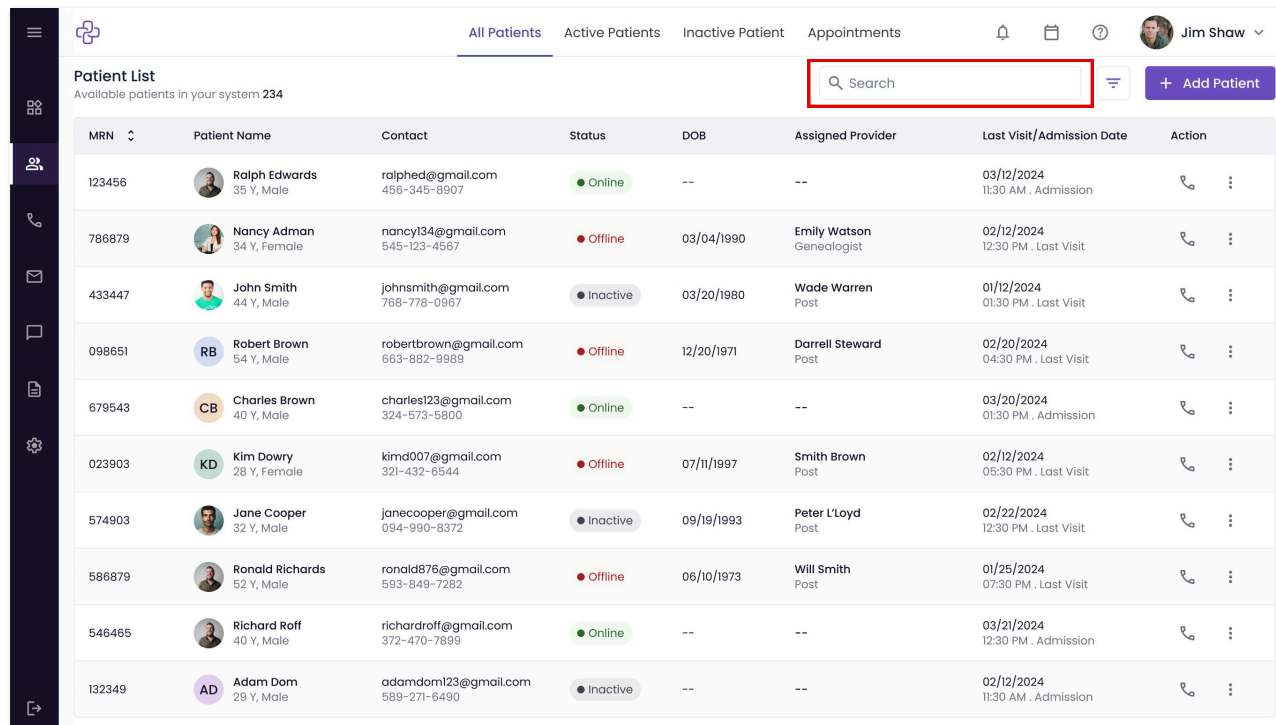 All Patients Active Patients Inactive Patient Appointments Jim Shaw
Patient List
Available patients in your system 234
Search
+ Add Patient
MRN Patient Name Contact Status DOB Assigned Provider Last Visit/Admission Date Action
123456 Ralph Edwards ralphed@gmail.com Online -- -- 03/12/2024
35 Y, Male 456-345-8907 11:30 AM . Admission
786879 Nancy Adman nancy134@gmail.com Offline 03/04/1990 Emily Watson 02/12/2024
34 Y, Female 545-123-4567 Genealogist 12:30 PM . Last Visit
433447 John Smith johnsmith@gmail.com Inactive 03/20/1980 Wade Warren 01/12/2024
44 Y, Male 768-778-0967 Post 01:30 PM . Last Visit
098651 RB Robert Brown robertbrown@gmail.com Offline 12/20/1971 Darrell Steward 02/20/2024
54 Y, Male 663-882-9989 Post 04:30 PM . Last Visit
679543 CB Charles Brown charles123@gmail.com Online -- -- 03/20/2024
40 Y, Male 324-573-5800 01:30 PM . Admission
023903 KD Kim Dowry kimd007@gmail.com Offline 07/11/1997 Smith Brown 02/12/2024
28 Y, Female 321-432-6544 Post 05:30 PM . Last Visit
574903 Jane Cooper janecooper@gmail.com Inactive 09/19/1993 Peter L'Loyd 02/22/2024
32 Y, Male 094-990-8372 Post 12:30 PM . Last Visit
586879 Ronald Richards ronald876@gmail.com Offline 06/10/1973 Will Smith 01/25/2024
52 Y, Male 593-849-7282 Post 07:30 PM . Last Visit
546465 Richard Roff richardroff@gmail.com Online -- -- 03/21/2024
40 Y, Male 372-470-7899 12:30 PM . Admission
132349 AD Adam Dom adamdom123@gmail.com Inactive -- -- 02/12/2024
29 Y, Male 589-271-6490 11:30 AM . Admission